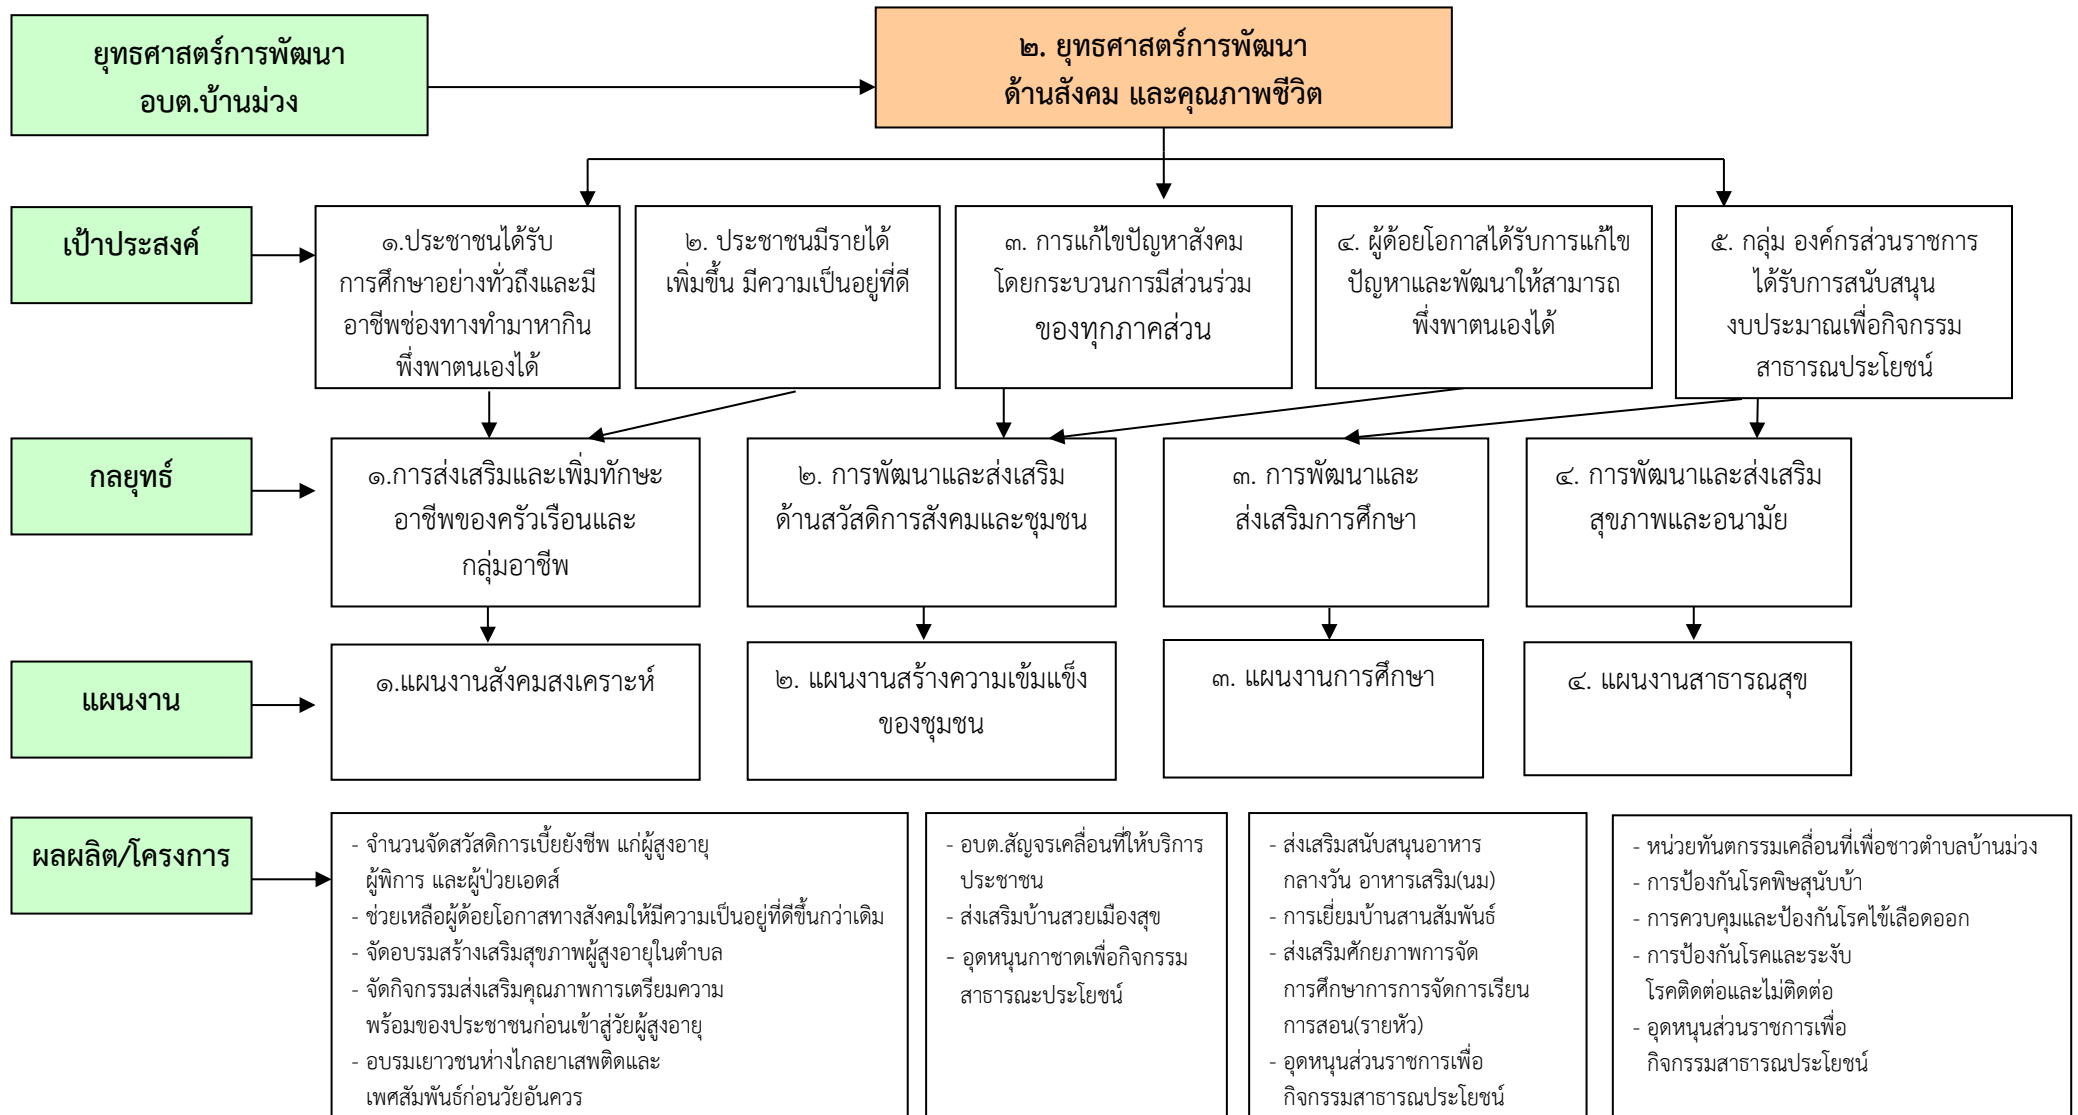 ยุทธศาสตร์การพัฒนา
อบต.บ้านม่วง
๒. ยุทธศาสตร์การพัฒนา
ด้านสังคม และคุณภาพชีวิต
เป้าประสงค์
๑.ประชาชนได้รับ
การศึกษาอย่างทั่วถึงและมี
อาชีพช่องทางทำมาหากิน
พึ่งพาตนเองได้
๒. ประชาชนมีรายได้
เพิ่มขึ้น มีความเป็นอยู่ที่ดี
๓. การแก้ไขปัญหาสังคม
โดยกระบวนการมีส่วนร่วม
ของทุกภาคส่วน
๔. ผู้ด้อยโอกาสได้รับการแก้ไข
ปัญหาและพัฒนาให้สามารถ
พึ่งพาตนเองได้
๕. กลุ่ม องค์กรส่วนราชการ
ได้รับการสนับสนุน
งบประมาณเพื่อกิจกรรม
สาธารณประโยชน์
กลยุทธ์
๑.การส่งเสริมและเพิ่มทักษะ
อาชีพของครัวเรือนและ
กลุ่มอาชีพ
๒. การพัฒนาและส่งเสริม
ด้านสวัสดิการสังคมและชุมชน
๓. การพัฒนาและ
ส่งเสริมการศึกษา
๔. การพัฒนาและส่งเสริม
สุขภาพและอนามัย
แผนงาน
๑.แผนงานสังคมสงเคราะห์
๒. แผนงานสร้างความเข้มแข็ง
ของชุมชน
๓. แผนงานการศึกษา
๔. แผนงานสาธารณสุข
ผลผลิต/โครงการ
- จำนวนจัดสวัสดิการเบี้ยยังชีพ แก่ผู้สูงอายุ
ผู้พิการ และผู้ป่วยเอดส์
- ช่วยเหลือผู้ด้อยโอกาสทางสังคมให้มีความเป็นอยู่ที่ดีขึ้นกว่าเดิม
- จัดอบรมสร้างเสริมสุขภาพผู้สูงอายุในตำบล
- จัดกิจกรรมส่งเสริมคุณภาพการเตรียมความ
พร้อมของประชาชนก่อนเข้าสู่วัยผู้สูงอายุ
- อบรมเยาวชนห่างไกลยาเสพติดและ
เพศสัมพันธ์ก่อนวัยอันควร
- อบต.สัญจรเคลื่อนที่ให้บริการ
ประชาชน
- ส่งเสริมบ้านสวยเมืองสุข
- อุดหนุนกาชาดเพื่อกิจกรรม
สาธารณะประโยชน์
- ส่งเสริมสนับสนุนอาหาร
กลางวัน อาหารเสริม(นม)
- การเยี่ยมบ้านสานสัมพันธ์
- ส่งเสริมศักยภาพการจัด
การศึกษาการการจัดการเรียน
การสอน(รายหัว)
- อุดหนุนส่วนราชการเพื่อ
กิจกรรมสาธารณประโยชน์
- หน่วยทันตกรรมเคลื่อนที่เพื่อชาวตำบลบ้านม่วง
- การป้องกันโรคพิษสุนับบ้า
- การควบคุมและป้องกันโรคไข้เลือดออก
- การป้องกันโรคและระงับ
โรคติดต่อและไม่ติดต่อ
- อุดหนุนส่วนราชการเพื่อ
กิจกรรมสาธารณประโยชน์